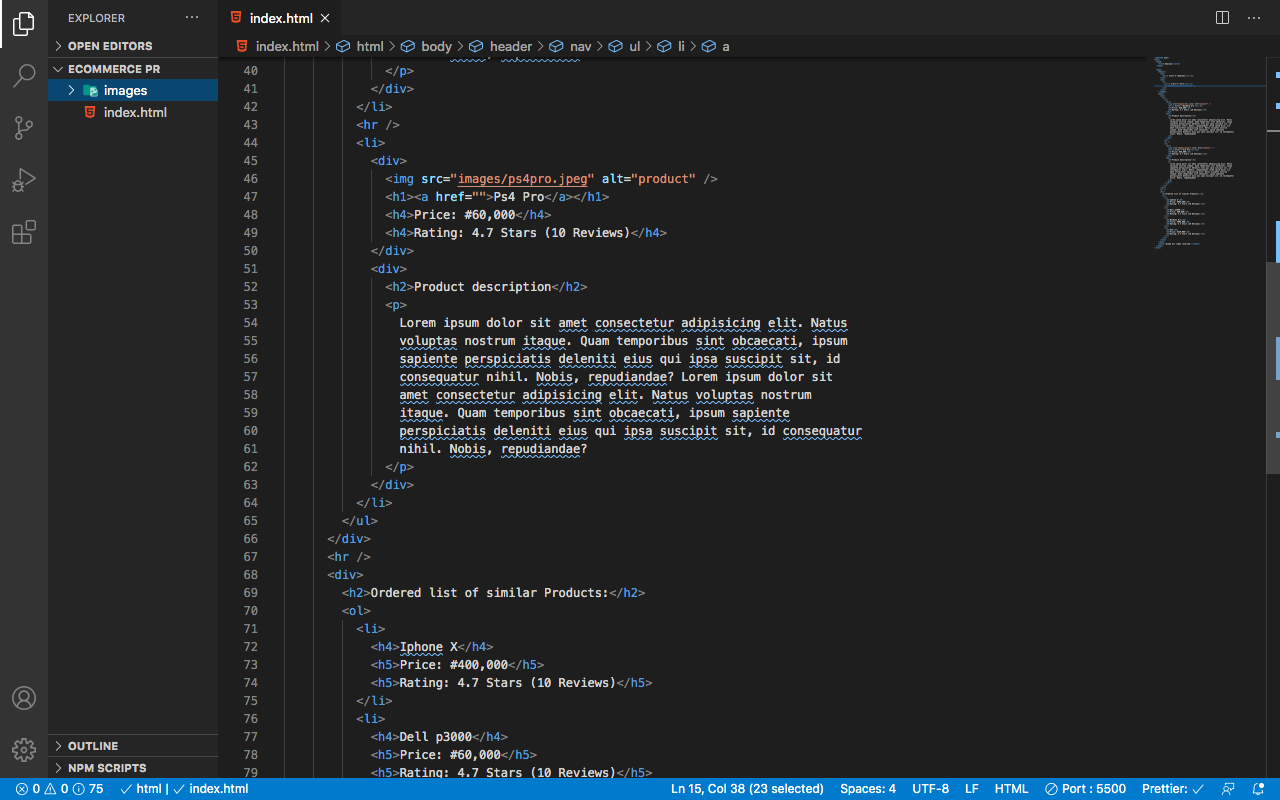 EXPLORER
index.html
OPEN EDITORS
ECOMMERCE PR
images
index.html
index.html > html > body > header > nav > ul > li > a
40 </p>
41 </div>
42 </li>
43 <hr />
44 <li>
45 <div>
46 <img src="images/ps4pro.jpeg" alt="product" />
47 <h1><a href="">Ps4 Pro</a></h1>
48 <h4>Price: #60,000</h4>
49 <h4>Rating: 4.7 Stars (10 Reviews)</h4>
50 </div>
51 <div>
52 <h2>Product description</h2>
53 <p>
54 Lorem ipsum dolor sit amet consectetur adipisicing elit. Natus
55 voluptas nostrum itaque. Quam temporibus sint obcaecati, ipsum
56 sapiente perspiciatis deleniti eius qui ipsa suscipit sit, id
57 consequatur nihil. Nobis, repudiandae? Lorem ipsum dolor sit
58 amet consectetur adipisicing elit. Natus voluptas nostrum
59 itaque. Quam temporibus sint obcaecati, ipsum sapiente
60 perspiciatis deleniti eius qui ipsa suscipit sit, id consequatur
61 nihil. Nobis, repudiandae?
62 </p>
63 </div>
64 </li>
65 </ul>
66 </div>
67 <hr />
68 <div>
69 <h2>Ordered list of similar Products:</h2>
70 <ol>
71 <li>
72 <h4>Iphone X</h4>
73 <h5>Price: #400,000</h5>
74 <h5>Rating: 4.7 Stars (10 Reviews)</h5>
75 </li>
76 <li>
77 <h4>Dell p3000</h4>
78 <h5>Price: #60,000</h5>
79 <h5>Rating: 4.7 Stars (10 Reviews)</h5>
OUTLINE
NPM SCRIPTS
0 0 75 html | index.html Ln 15, Col 38 (23 selected) Spaces: 4 UTF-8 LF HTML Port : 5500 Prettier: